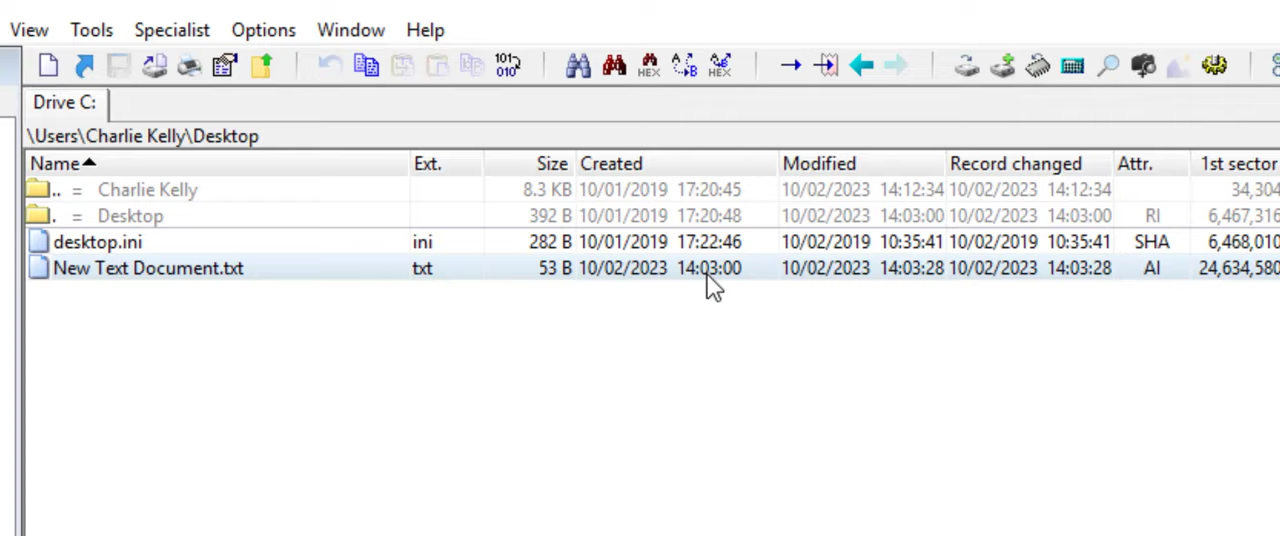 View Tools Specialist Options Window Help
101 010 HEX A B HEX
Drive C:
\Users\Charlie Kelly\Desktop
Name Ext. Size Created Modified Record changed Attr. 1st sector
.. = Charlie Kelly 8.3 KB 10/01/2019 17:20:45 10/02/2023 14:12:34 10/02/2023 14:12:34 34,304
. = Desktop 392 B 10/01/2019 17:20:48 10/02/2023 14:03:00 10/02/2023 14:03:00 RI 6,467,316
desktop.ini ini 282 B 10/01/2019 17:22:46 10/02/2019 10:35:41 10/02/2019 10:35:41 SHA 6,468,010
New Text Document.txt txt 53 B 10/02/2023 14:03:00 10/02/2023 14:03:28 10/02/2023 14:03:28 AI 24,634,580